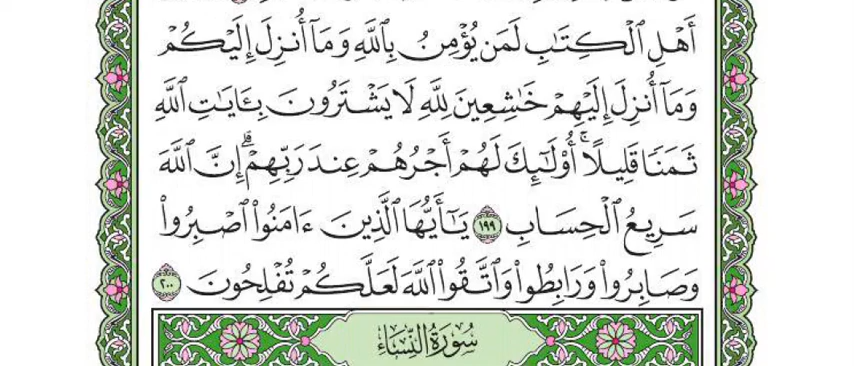 أَهْلِ ٱلْكِتَٰبِ لَمَن يُؤْمِنُ بِٱللَّهِ وَمَآ أُنزِلَ إِلَيْكُمْ
وَمَآ أُنزِلَ إِلَيْهِمْ خَٰشِعِينَ لِلَّهِ لَا يَشْتَرُونَ بِـَٔايَٰتِ ٱللَّهِ
ثَمَنًا قَلِيلًا ۚ أُو۟لَٰٓئِكَ لَهُمْ أَجْرُهُمْ عِندَ رَبِّهِمْ ۗ إِنَّ ٱللَّهَ
سَرِيعُ ٱلْحِسَابِ ١٩٩ يَٰٓأَيُّهَا ٱلَّذِينَ ءَامَنُوا۟ ٱصْبِرُوا۟
وَصَابِرُوا۟ وَرَابِطُوا۟ وَٱتَّقُوا۟ ٱللَّهَ لَعَلَّكُمْ تُفْلِحُونَ ٢٠٠
سُورَةُ النِّسَاءِ